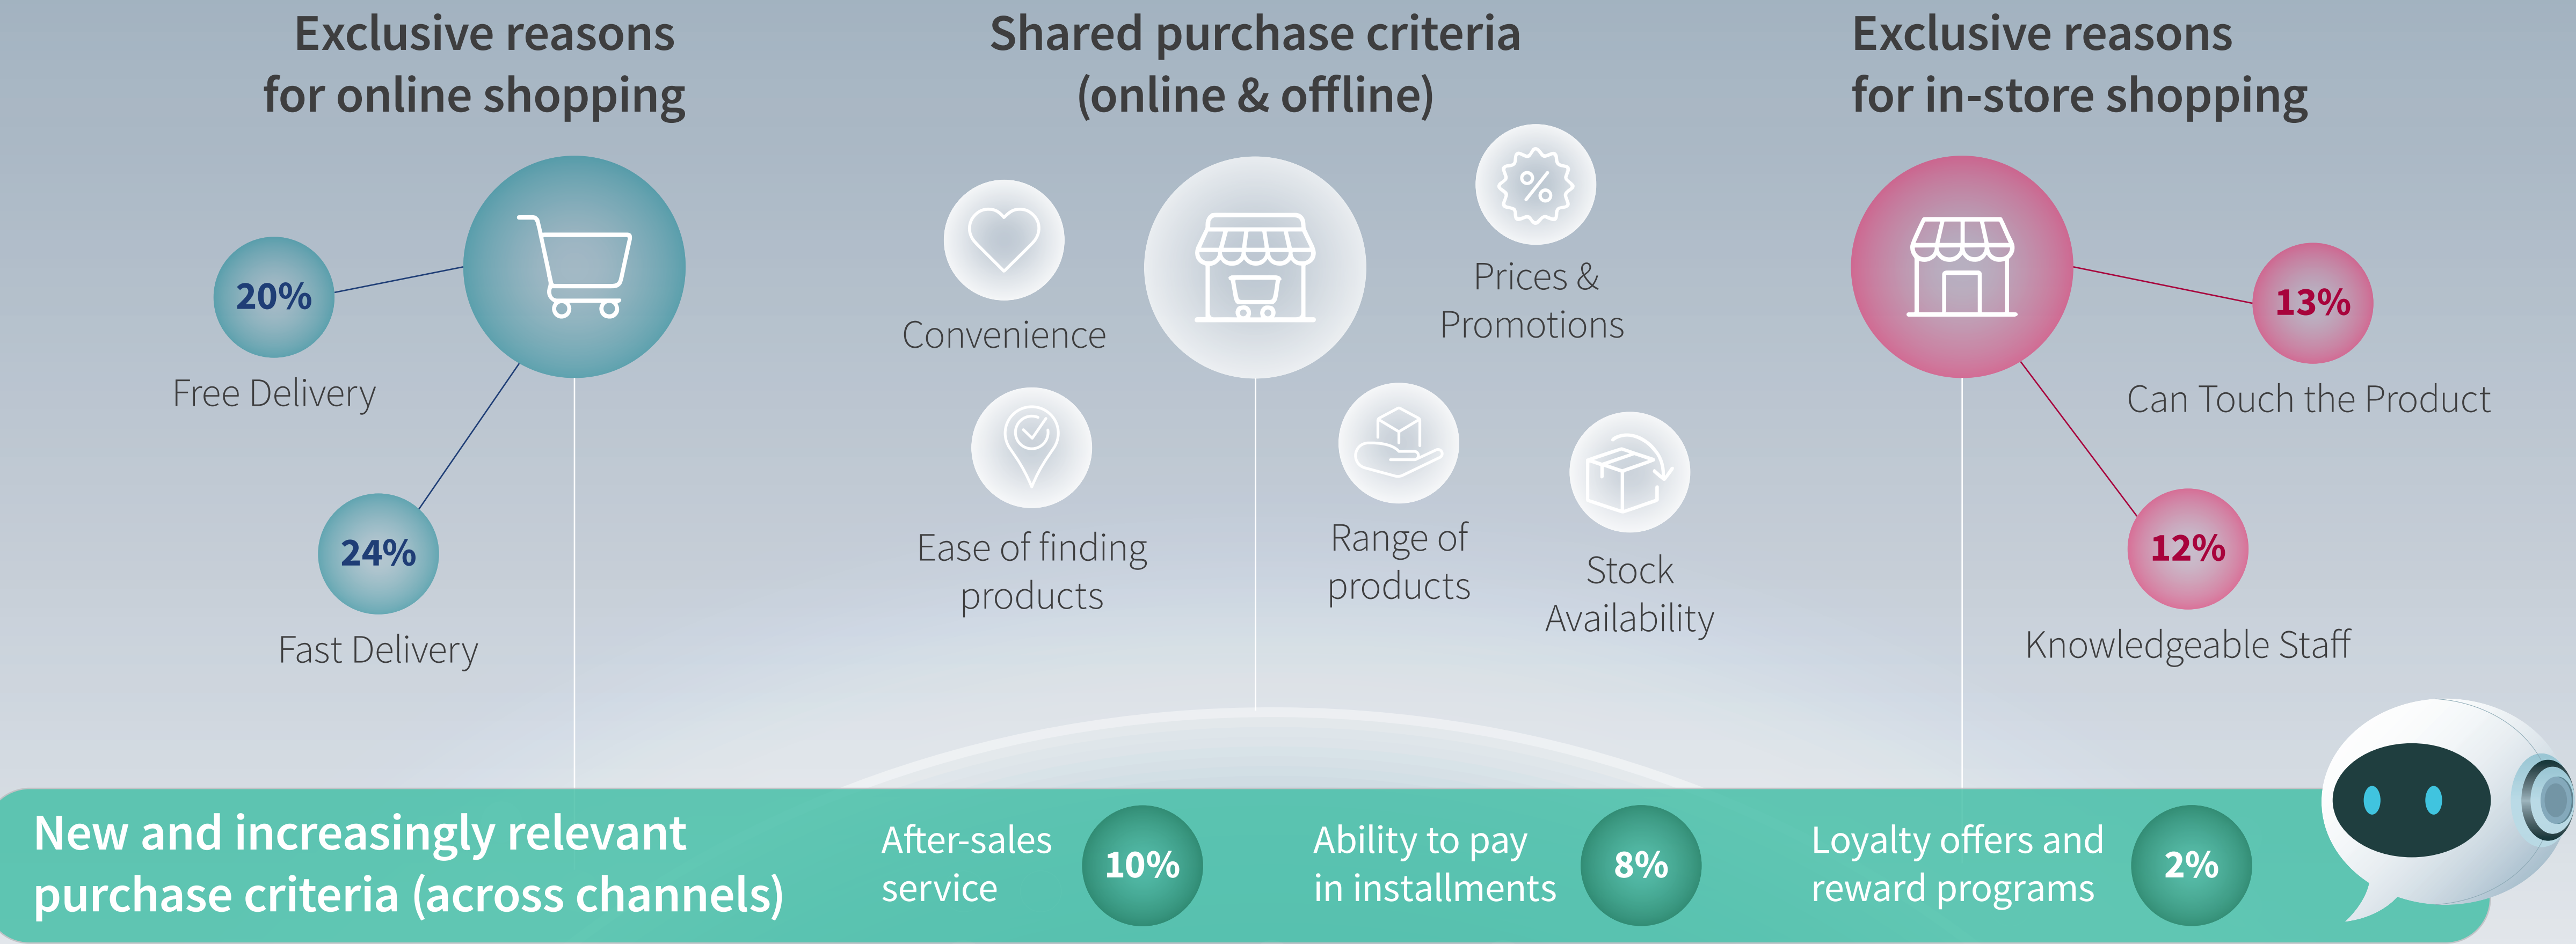 Exclusive reasons
for online shopping
20%
Free Delivery
24%
Fast Delivery
Shared purchase criteria
(online & offline)
Convenience
%
Prices &
Promotions
Ease of finding
products
Range of
products
Stock
Availability
Exclusive reasons
for in-store shopping
13%
Can Touch the Product
12%
Knowledgeable Staff
New and increasingly relevant
purchase criteria (across channels)
After-sales
service
10%
Ability to pay
in installments
8%
Loyalty offers and
reward programs
2%